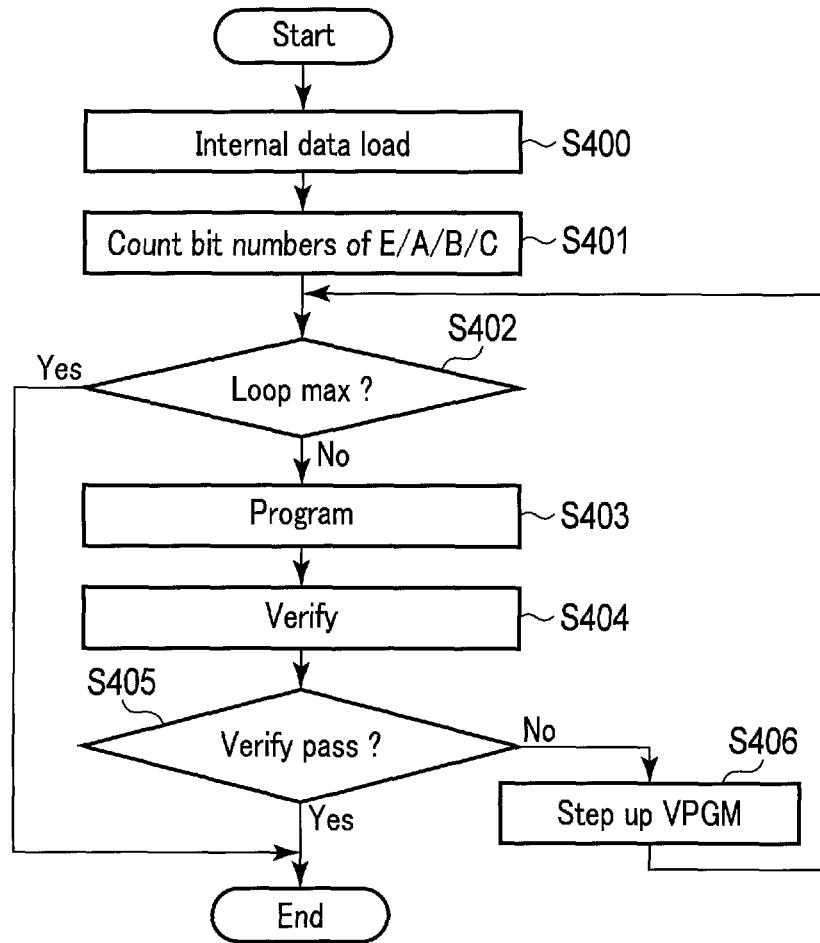 Start
Internal data load
S400
Count bit numbers of E/A/B/C
S401
S402
Yes
Loop max ?
No
Program
S403
Verify
S404
S405
Verify pass ?
No
S406
Step up VPGM
Yes
End